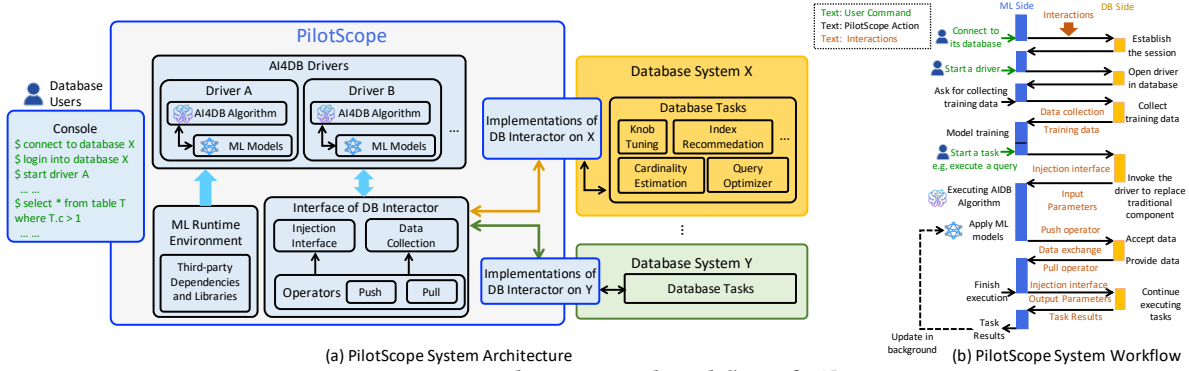 PilotScope
AI4DB Drivers
Driver A
AI4DB Algorithm
ML Models
Driver B
AI4DB Algorithm
ML Models
...
Database
Users
Console
$ connect to database X
$ login into database X
$ start driver A
... ...
$ select * from table T
where T.c > 1
... ...
ML Runtime
Environment
Third-party
Dependencies
and Libraries
Interface of DB Interactor
Injection
Interface
Data
Collection
Operators
Push
Pull
Implementations of
DB Interactor on X
Implementations of
DB Interactor on Y
Database System X
Database Tasks
Knob
Tuning
Index
Recommedation
...
Cardinality
Estimation
Query
Optimizer
...
Database System Y
Database Tasks
(a) PilotScope System Architecture
Text: User Command
Text: PilotScope Action
Text: Interactions
ML Side
DB Side
Interactions
Connect to
its database
Establish
the session
Start a driver
Open driver
in database
Ask for collecting
training data
Data collection
Collect
training data
Training data
Model training
Start a task
e.g, execute a query
Injection interface
Invoke the
driver to replace
traditional
component
Executing AIDB
Algorithm
Input
Parameters
Apply ML
models
Push operator
Accept data
Data exchange
Provide data
Pull operator
Finish
execution
Injection interface
Output Parameters
Continue
executing
tasks
Task Results
Task
Results
Update in
background
(b) PilotScope System Workflow